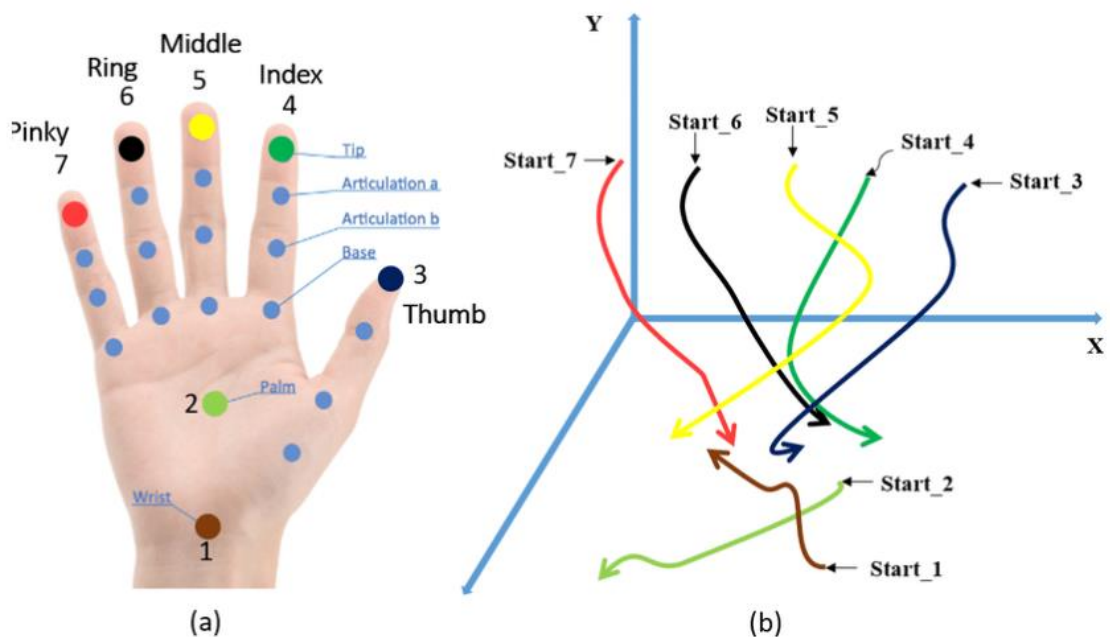 Middle
5
Ring
6
Index
4
Pinky
7
Tip
Articulation a
Articulation b
Base
3
Thumb
2
Palm
Wrist
1
(a)
Y
Start_7
Start_6
Start_5
Start_4
Start_3
X
Start_2
Start_1
(b)